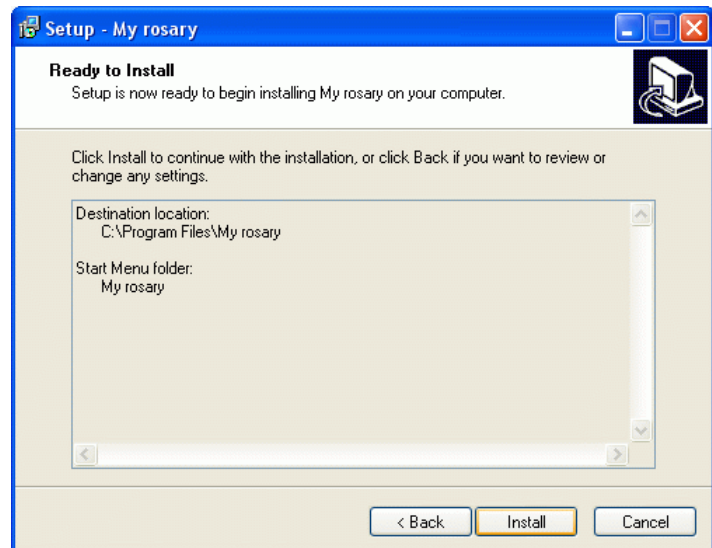 Setup - My rosary
Ready to Install
Setup is now ready to begin installing My rosary on your computer.
Click Install to continue with the installation, or click Back if you want to review or
change any settings.
Destination location:
C:\Program Files\My rosary
Start Menu folder:
My rosary
< Back
Install
Cancel